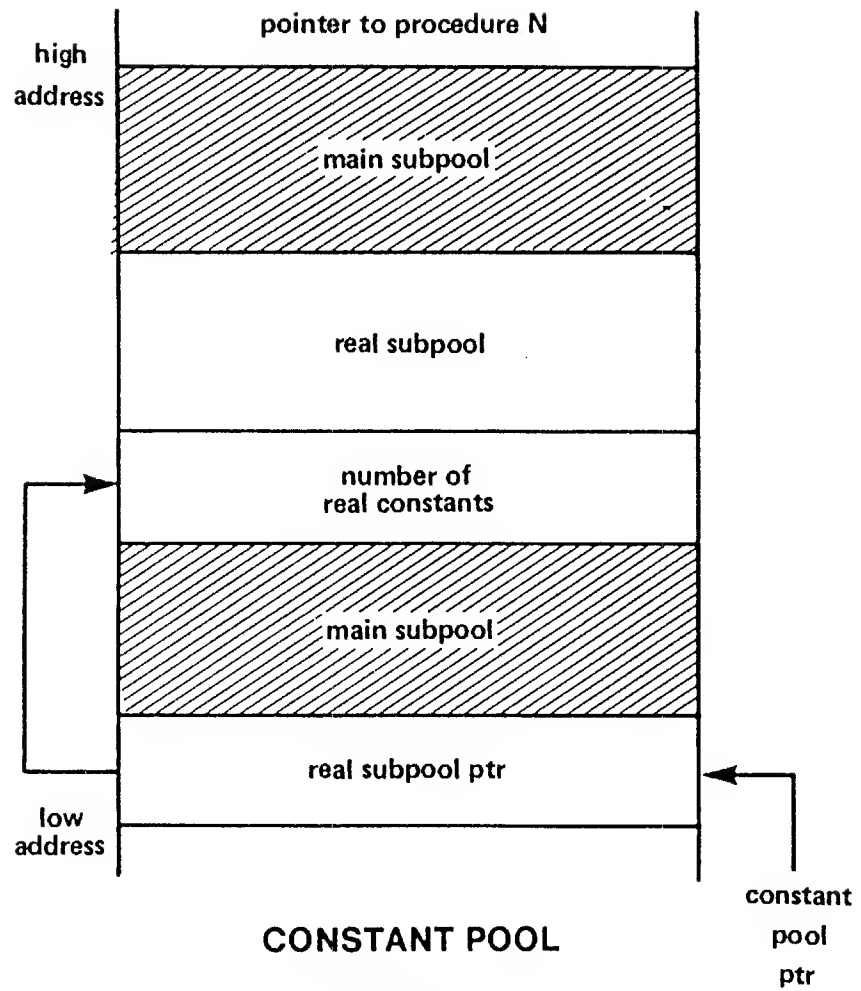 pointer to procedure N
high
address
main subpool
real subpool
number of
real constants
main subpool
real subpool ptr
low
address
constant
pool
ptr
CONSTANT POOL